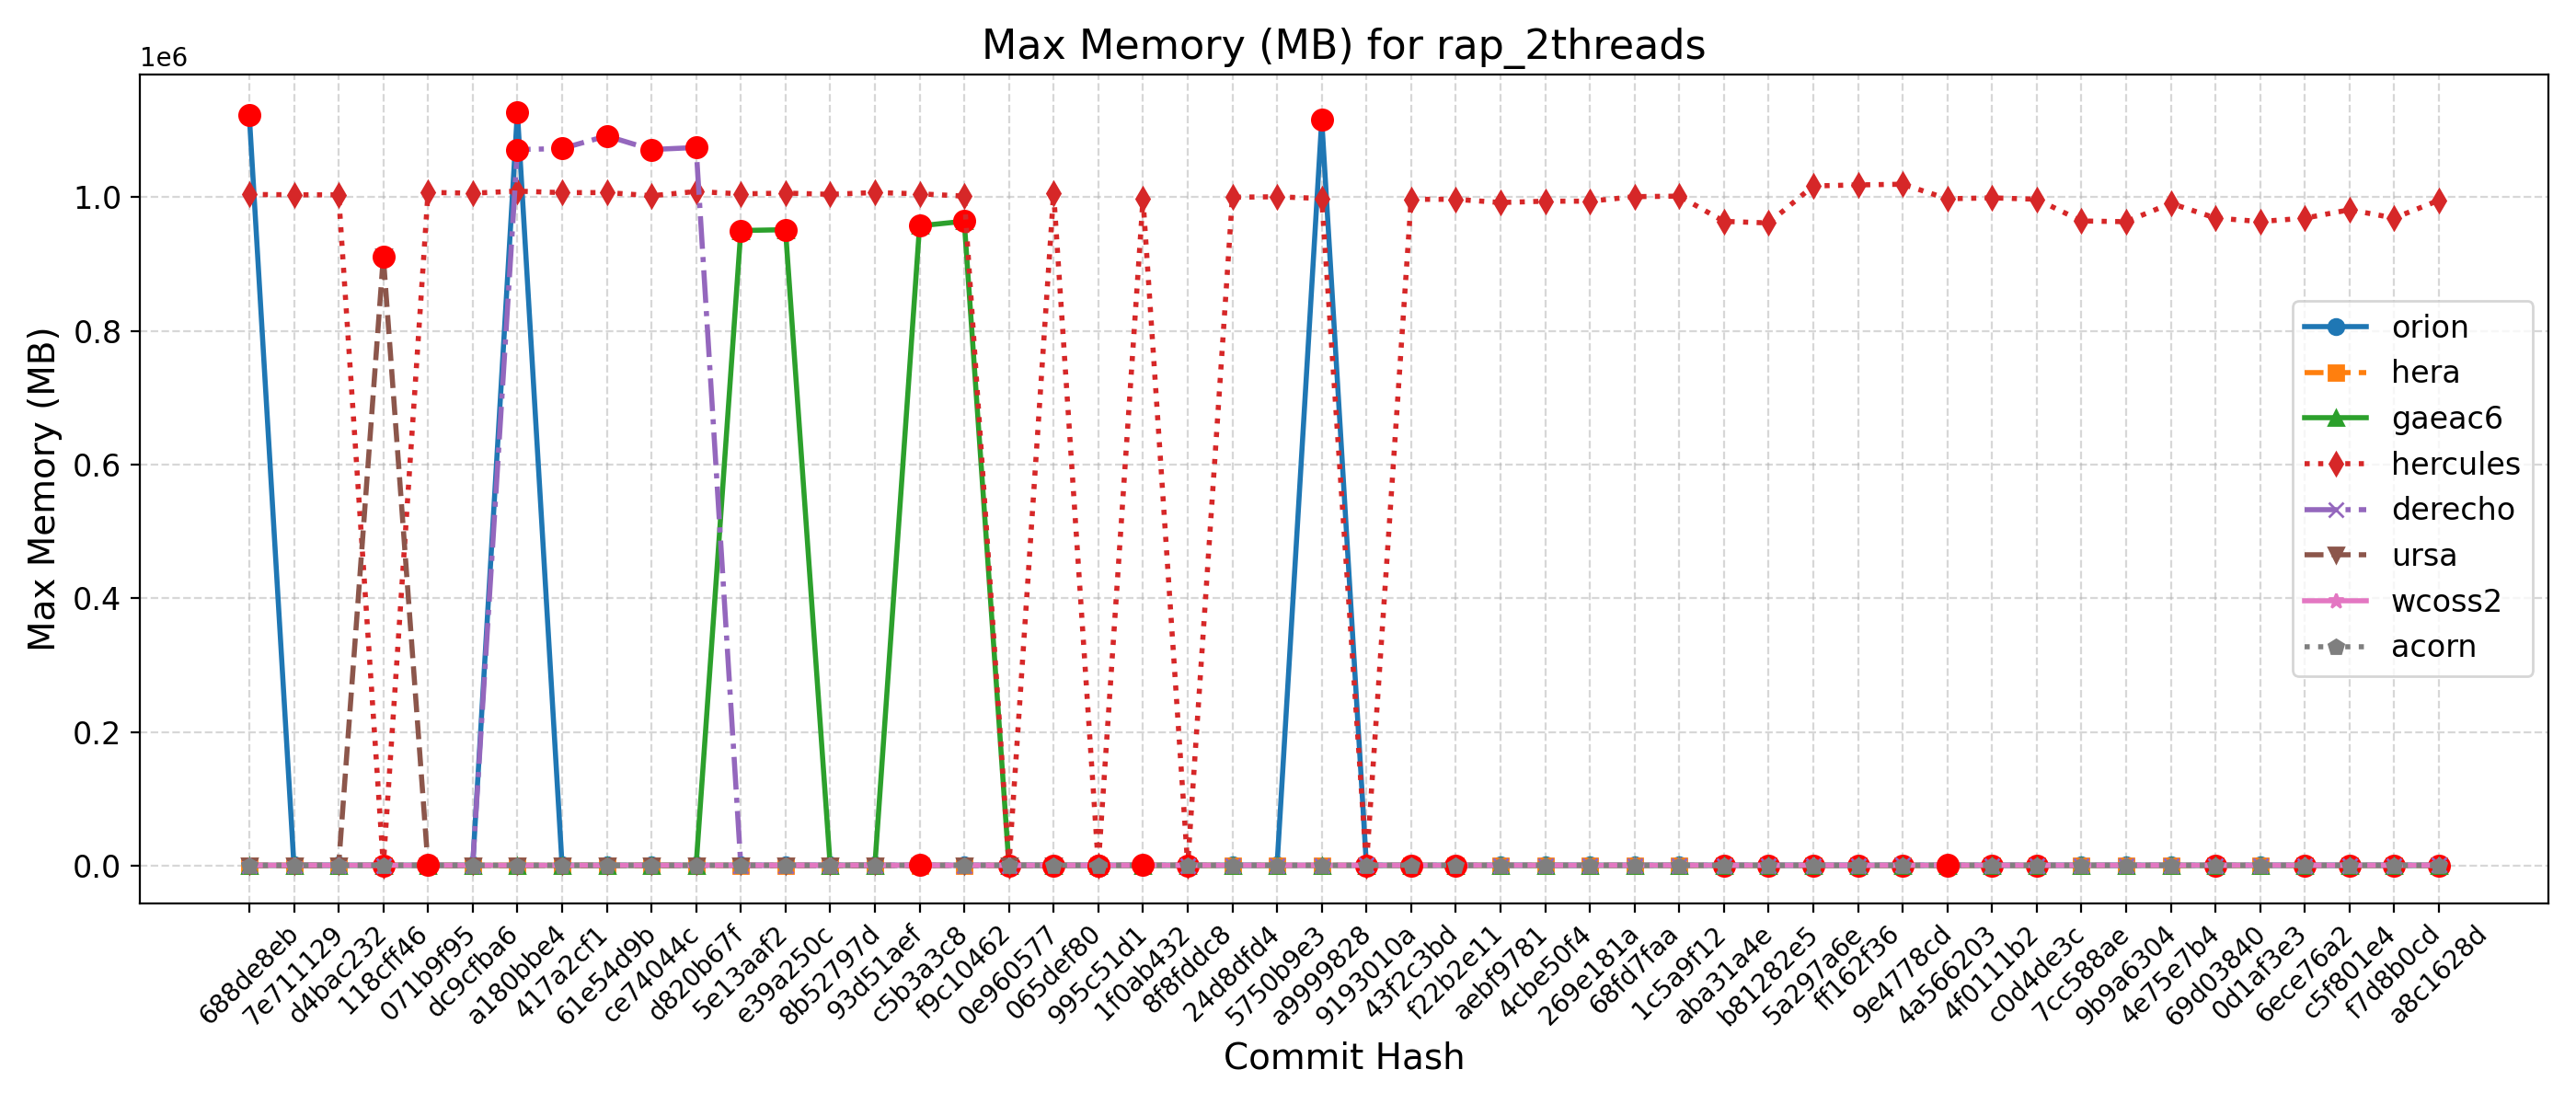 Max Memory (MB) for rap_2threads
1e6
1.0
0.8
0.6
0.4
0.2
0.0
Max Memory (MB)
orion
hera
gaeac6
hercules
derecho
ursa
wcoss2
acorn
688de8eb
7e711129
d4bac232
118cff46
071b9f95
dc9cfba6
a180bbe4
417a2cf1
61e54d9b
ce74044c
d820b67f
5e13aaf2
e39a250c
8b52797d
93d51aef
c5b3a3c8
f9c10462
0e960577
065def80
995c51d1
1f0ab432
8f8fddc8
24d8dfd4
5750b9e3
a9999828
9193010a
43f2c3bd
f22b2e11
aebf9781
4cbe50f4
269e181a
68fd7faa
1c5a9f12
aba31a4e
b81282e5
5a297a6e
ff162f36
9e4778cd
4a566203
4f0111b2
c0d4de3c
7cc588ae
9b9a6304
4e75e7b4
69d03840
0d1af3e3
6ece76a2
c5f801e4
f7d8b0cd
a8c1628d
Commit Hash